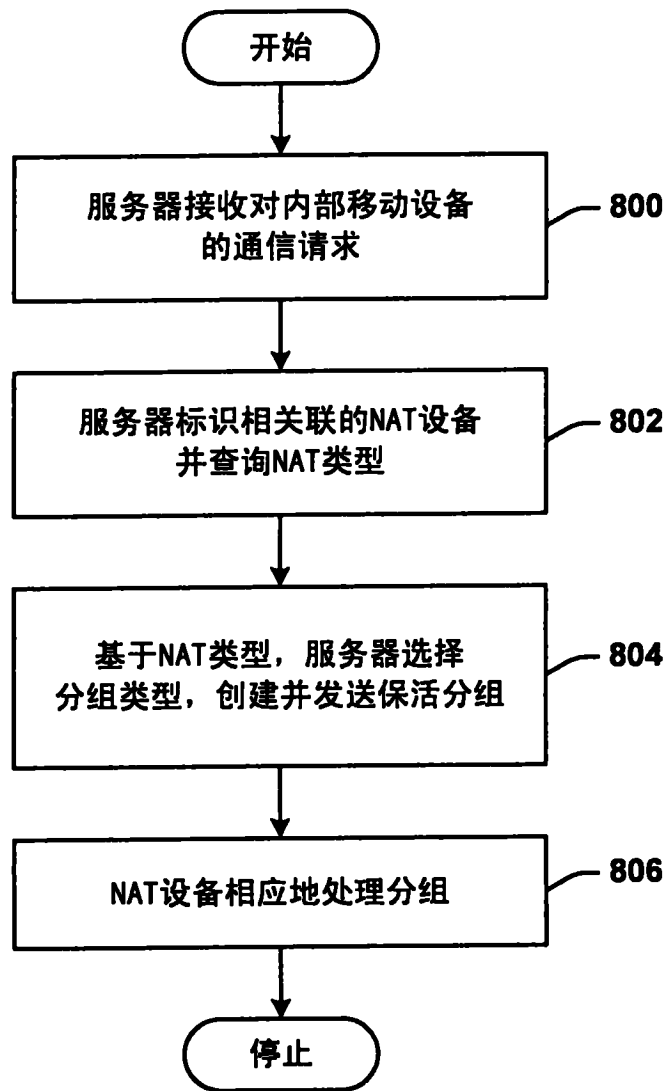 开始
服务器接收对内部移动设备
的通信请求
800
服务器标识相关联的NAT设备
并查询NAT类型
802
基于NAT类型，服务器选择
分组类型，创建并发送保活分组
804
NAT设备相应地处理分组
806
停止